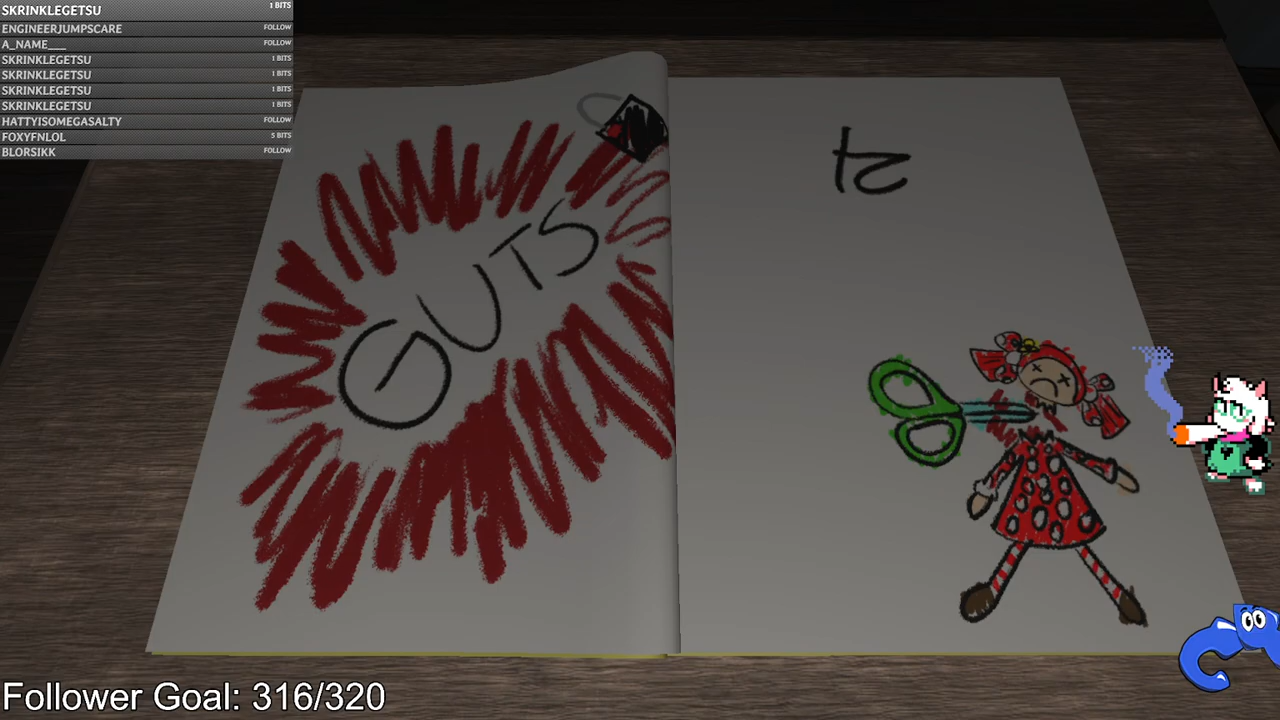 SKRINKLEGETSU 1 BITS
ENGINEERJUMPSCARE FOLLOW
A_NAME___ FOLLOW
SKRINKLEGETSU 1 BITS
SKRINKLEGETSU 1 BITS
SKRINKLEGETSU 1 BITS
SKRINKLEGETSU 1 BITS
HATTYISOMEGASALTY FOLLOW
FOXYFNLOL 5 BITS
BLORSIKK FOLLOW
GUTS
Follower Goal: 316/320